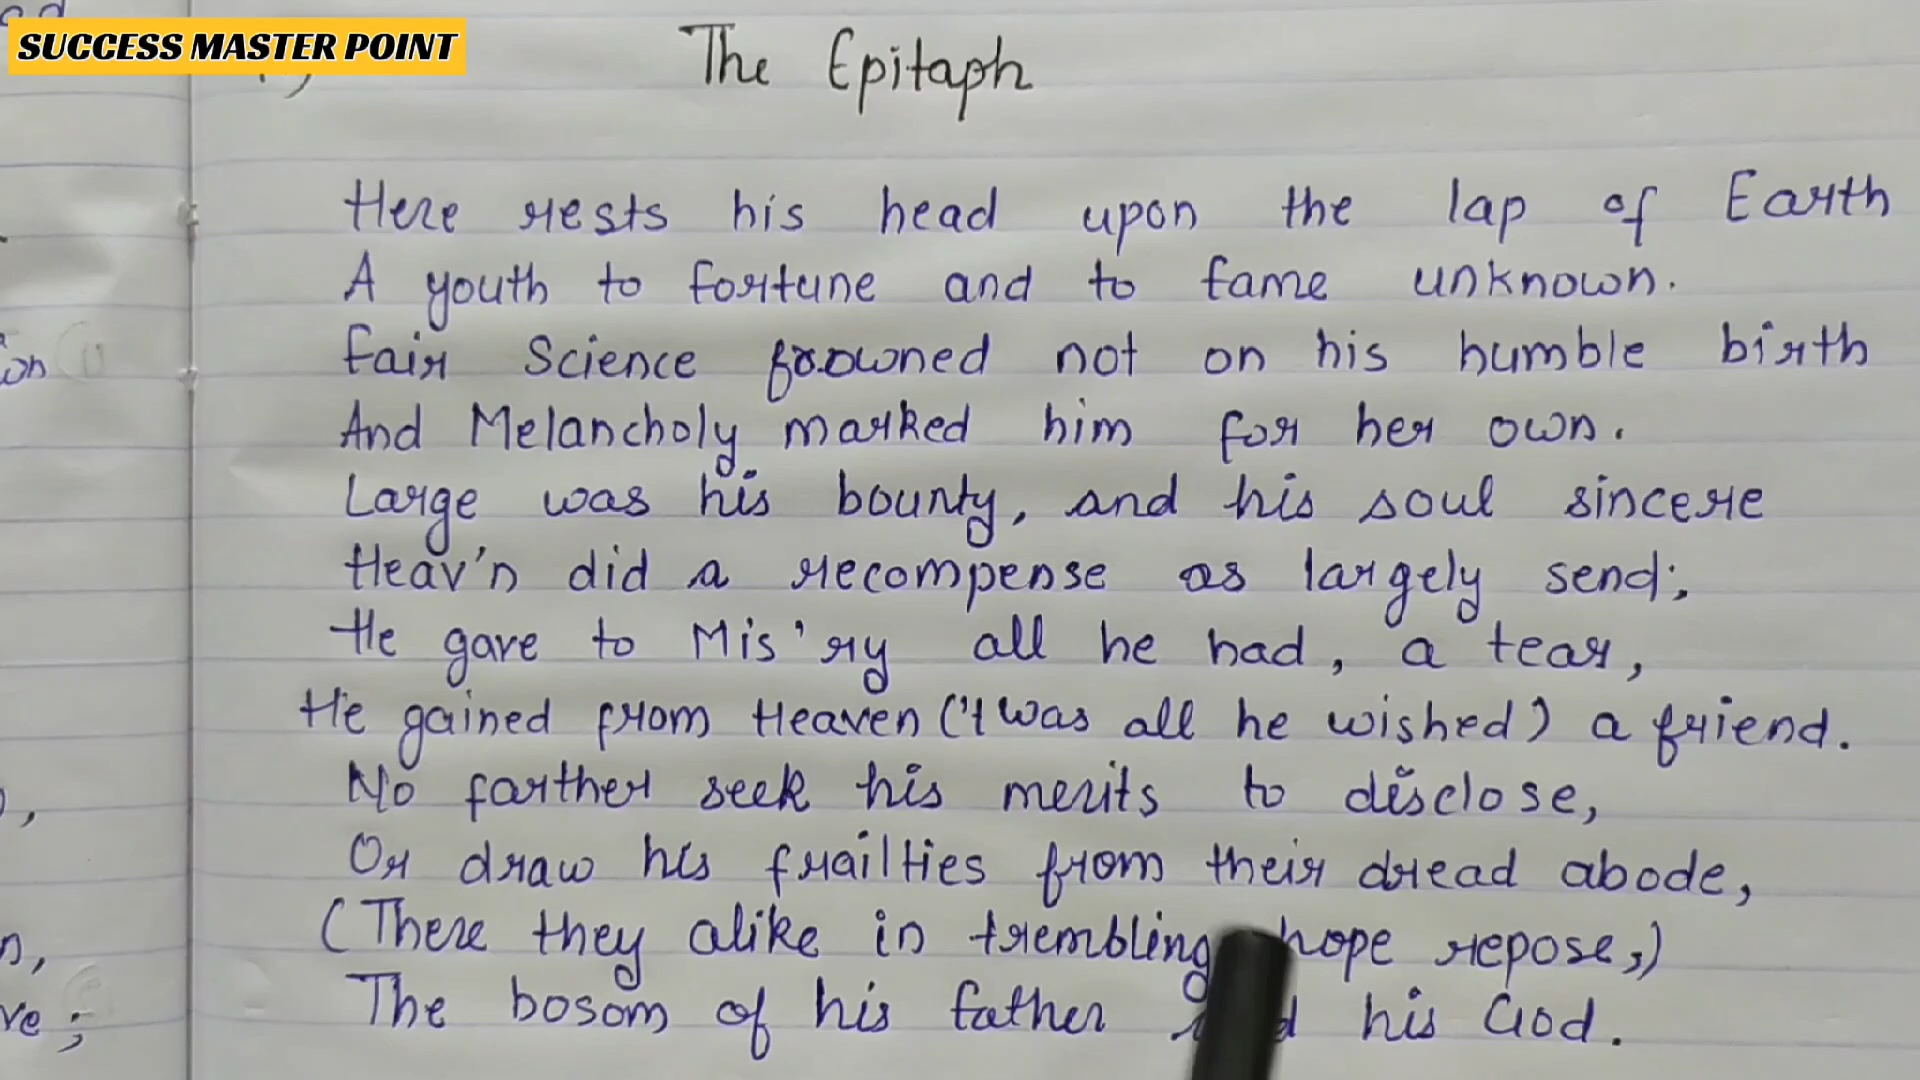 SUCCESS MASTER POINT
The Epitaph
Here rests his head upon the lap of Earth
A youth to fortune and to fame unknown.
Fair Science frowned not on his humble birth
And Melancholy marked him for her own.
Large was his bounty, and his soul sincere
Heav'n did a recompense as largely send;
He gave to Mis'ry all he had, a tear,
He gained from Heaven ('t was all he wished) a friend.
No farther seek his merits to disclose,
Or draw his frailties from their dread abode,
(There they alike in trembling hope repose,)
The bosom of his father his God.